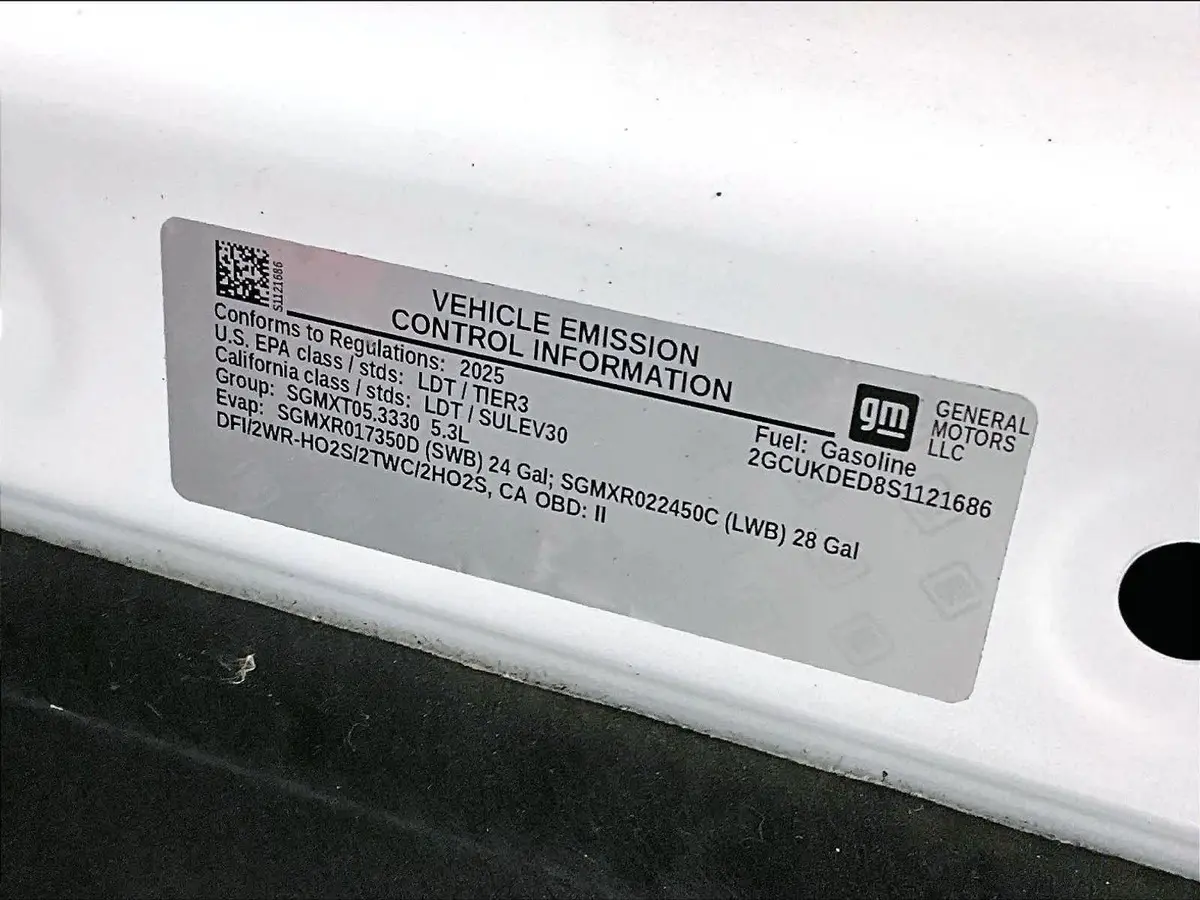 S1121686
VEHICLE EMISSION
CONTROL INFORMATION
gm
GENERAL
MOTORS
LLC
Conforms to Regulations: 2025
U.S. EPA class / stds: LDT / TIER3
California class / stds: LDT / SULEV30
Group: SGMXT05.3330 5.3L
Evap: SGMXR017350D (SWB) 24 Gal; SGMXR022450C (LWB) 28 Gal
DFI/2WR-HO2S/2TWC/2HO2S, CA OBD: II
Fuel: Gasoline
2GCUKDED8S1121686